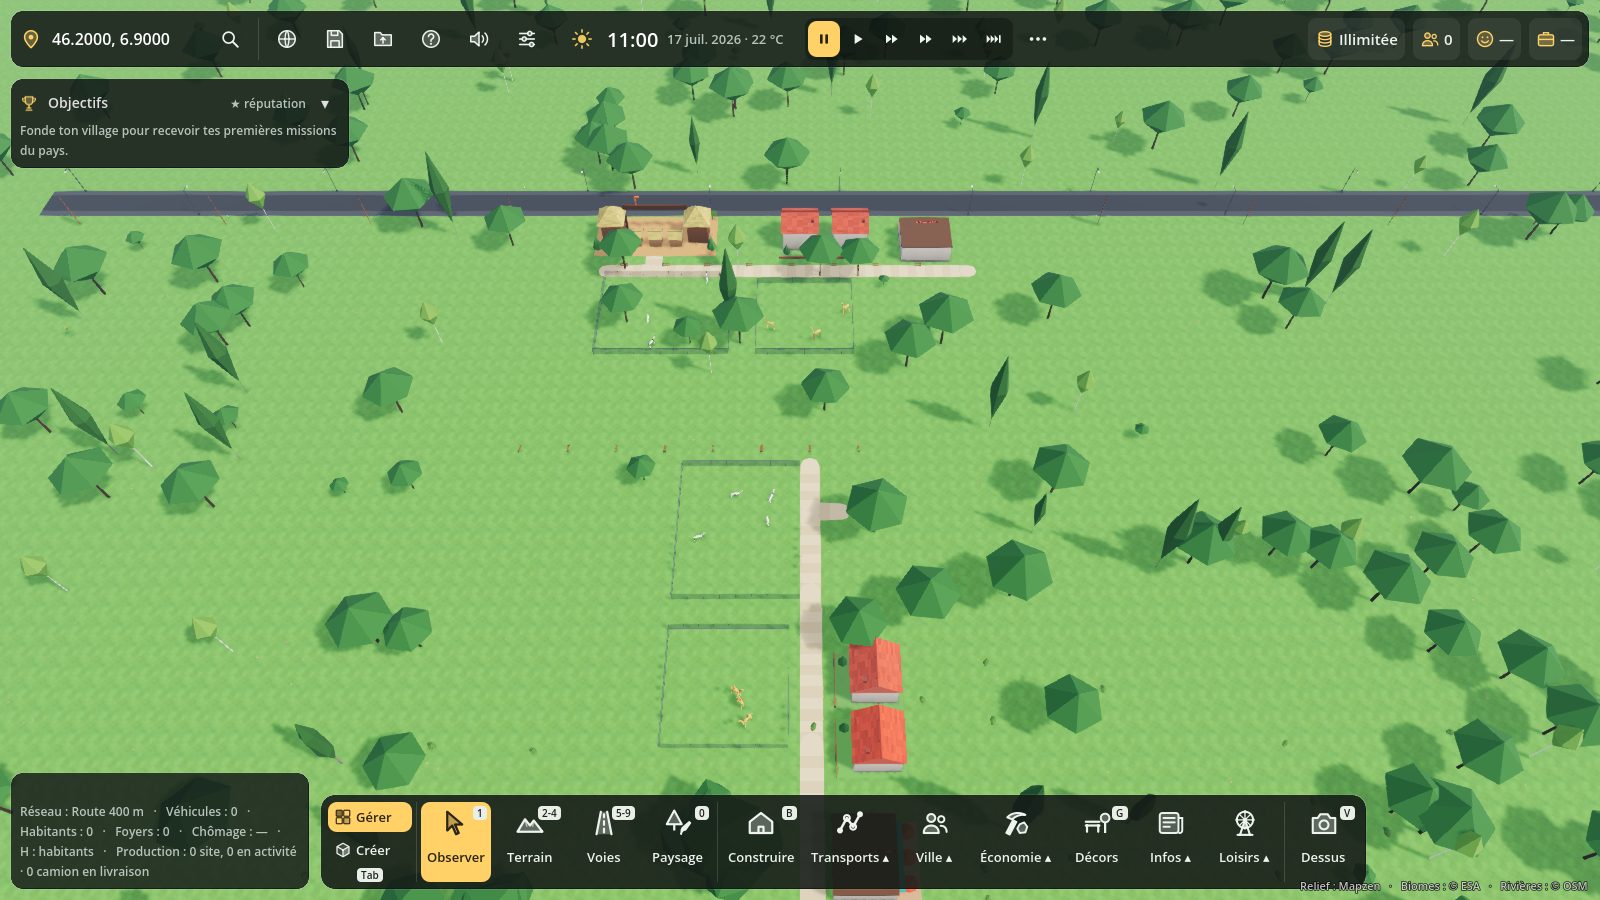 46.2000, 6.9000
11:00 17 juil. 2026 · 22 °C
Illimitée
0
—
—
Objectifs ★ réputation ▼
Fonde ton village pour recevoir tes premières missions
du pays.
Réseau : Route 400 m · Véhicules : 0 ·
Habitants : 0 · Foyers : 0 · Chômage : — ·
H : habitants · Production : 0 site, 0 en activité
· 0 camion en livraison
Gérer
Créer
Tab
1
Observer
2-4
Terrain
5-9
Voies
0
Paysage
B
Construire
Transports ▴
Ville ▴
Économie ▴
G
Décors
Infos ▴
Loisirs ▴
V
Dessus
Relief : Mapzen · Biomes : © ESA · Rivières : © OSM